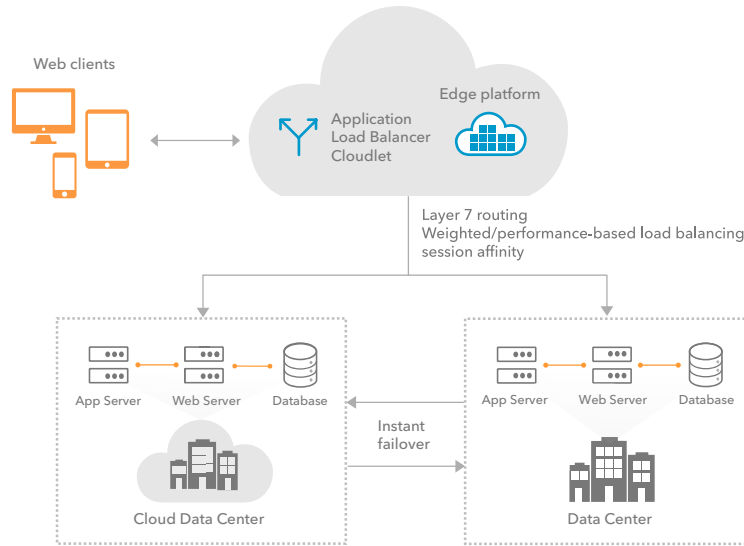 Web clients
Edge platform
Application
Load Balancer
Cloudlet
Layer 7 routing
Weighted/performance-based load balancing
session affinity
App Server
Web Server
Database
App Server
Web Server
Database
Instant
failover
Cloud Data Center
Data Center